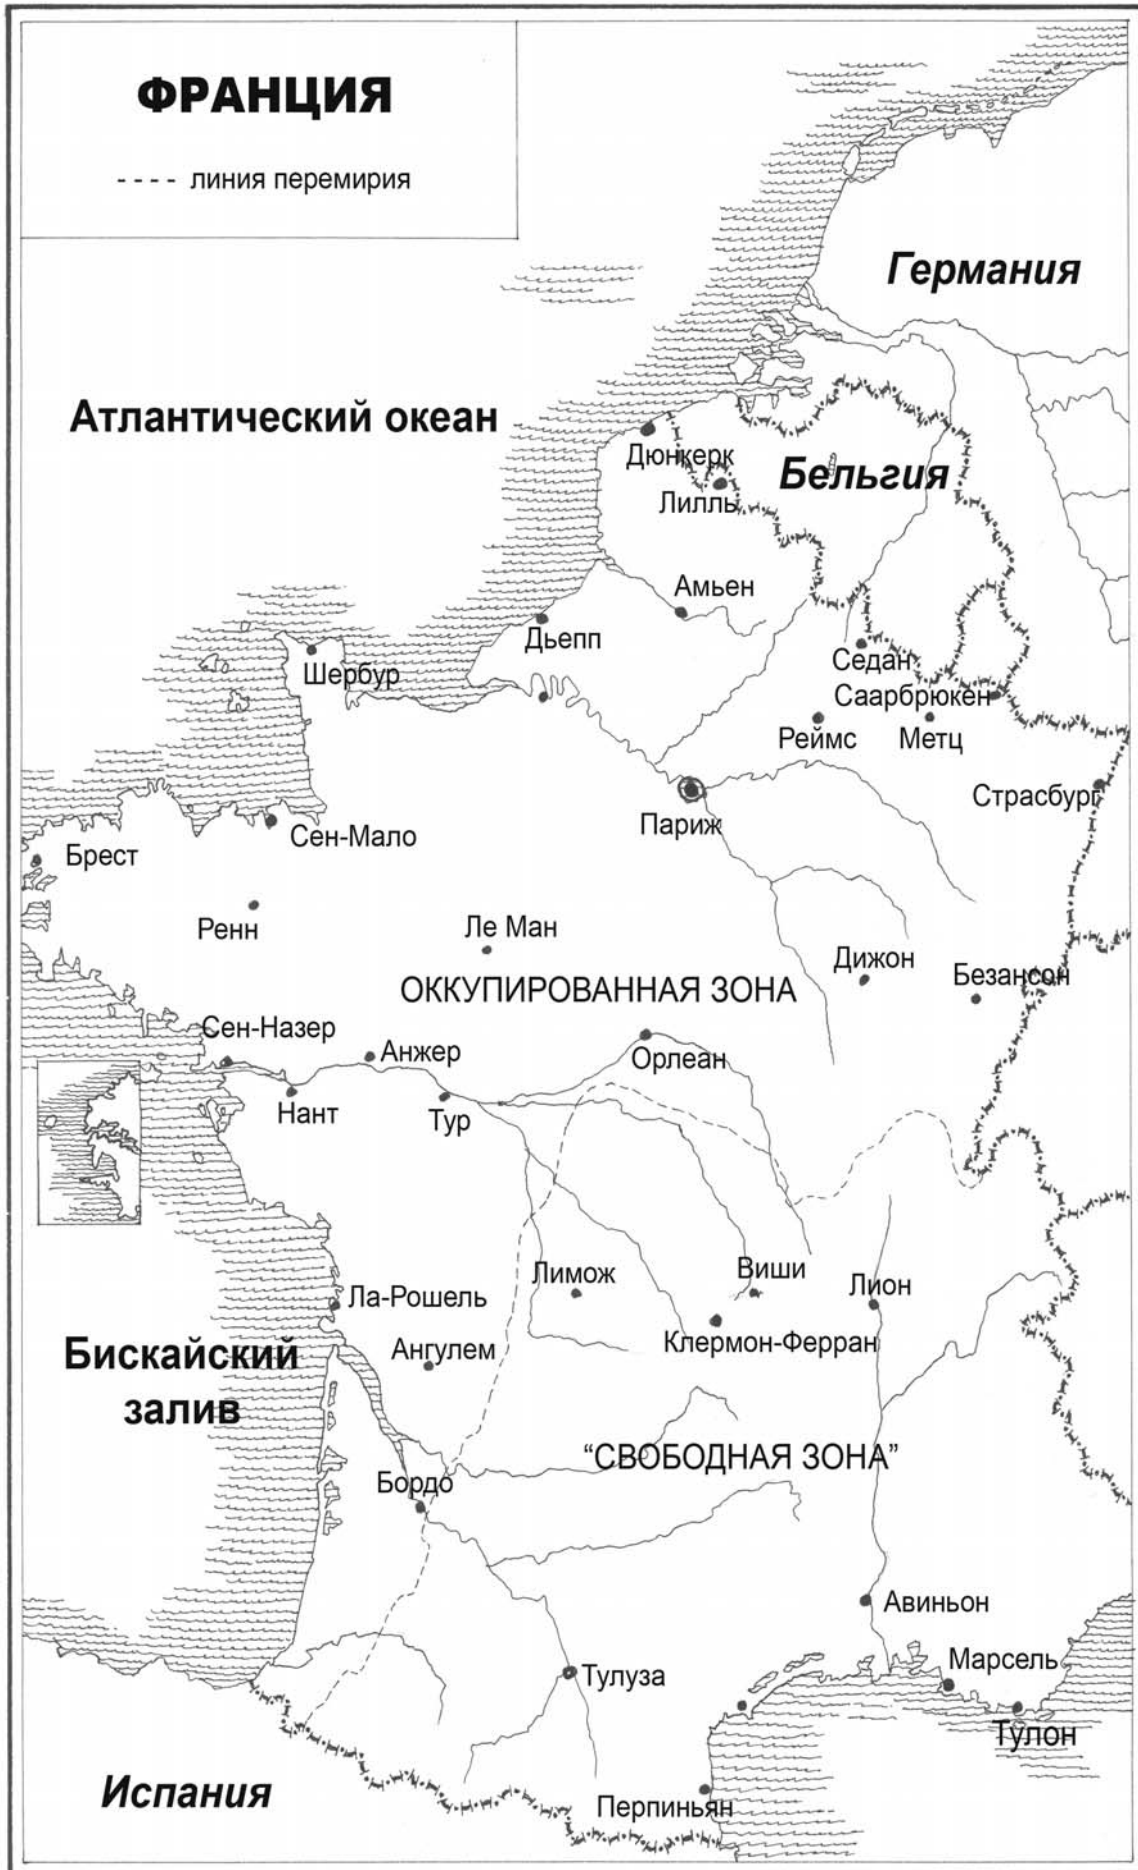 ФРАНЦИЯ
---- линия перемирия
Германия
Атлантический океан
Дюнкерк
Бельгия
Лилль
Амьен
Дьепп
Седан
Шербур
Саарбрюкен
Реймс
Метц
Страсбург
Париж
Сен-Мало
Брест
Ренн
Ле Ман
Дижон
Безансон
ОККУПИРОВАННАЯ ЗОНА
Сен-Назер
Анжер
Орлеан
Нант
Тур
Лимож
Виши
Лион
Ла-Рошель
Клермон-Ферран
Ангулем
Бискайский
залив
“СВОБОДНАЯ ЗОНА”
Бордо
Авиньон
Марсель
Тулуза
Тулон
Испания
Перпиньян